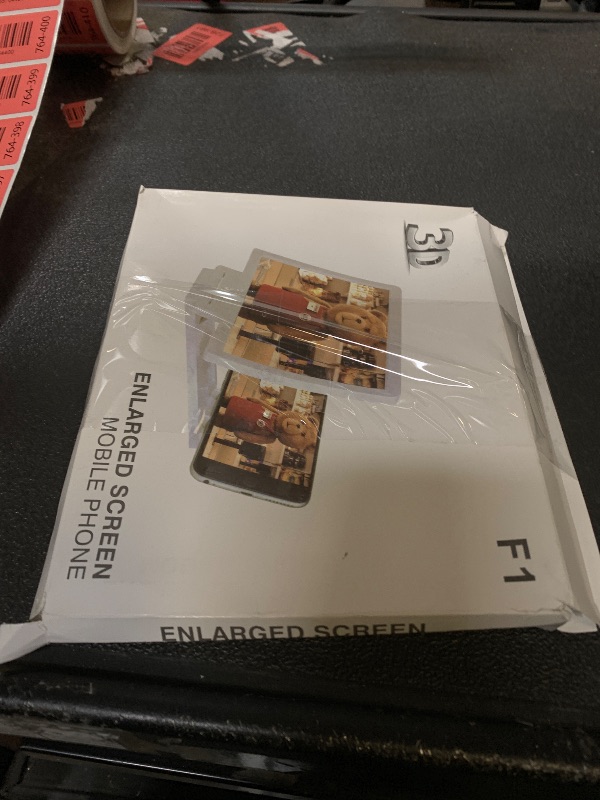 764-400
764-399
764-398
3D
ENLARGED SCREEN
MOBILE PHONE
F1
ENLARGED SCREEN